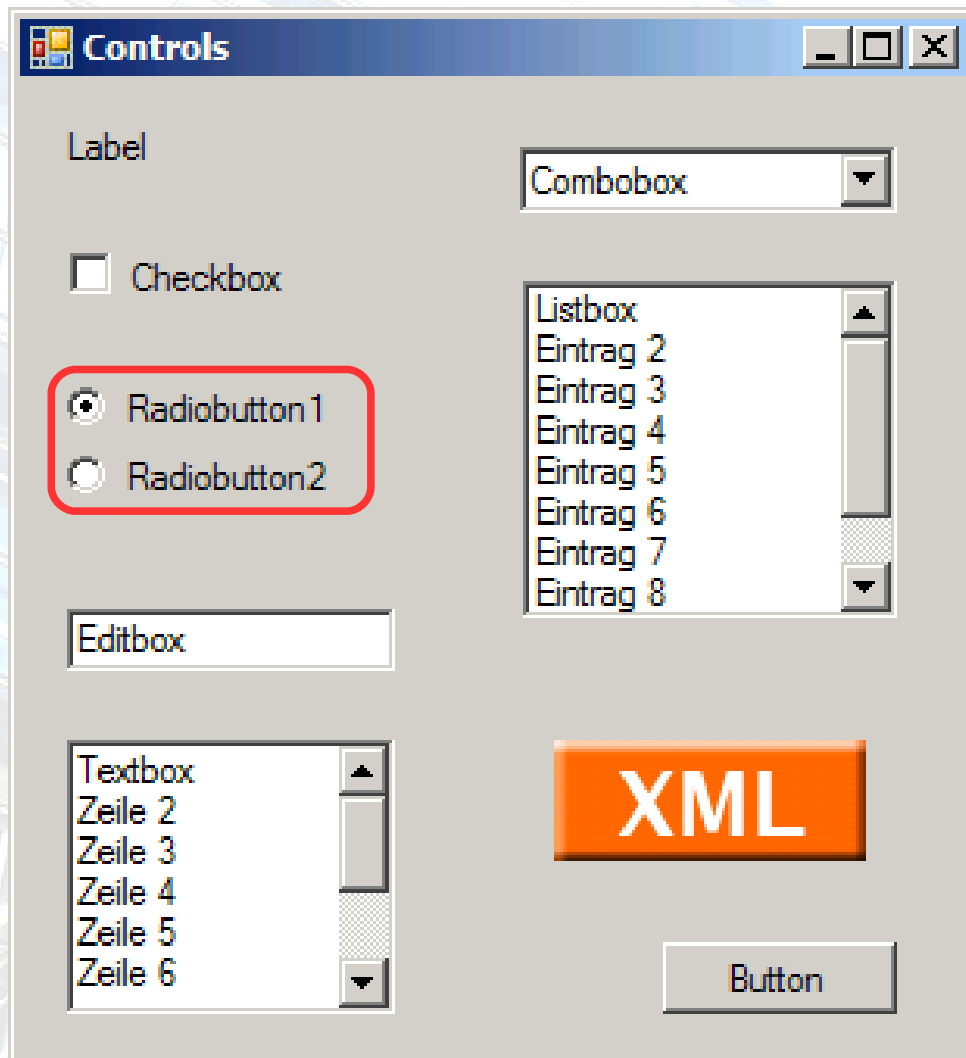 Controls
Label
Combobox
Checkbox
Listbox
Eintrag 2
Eintrag 3
Eintrag 4
Eintrag 5
Eintrag 6
Eintrag 7
Eintrag 8
Radiobutton1
Radiobutton2
Editbox
Textbox
Zeile 2
Zeile 3
Zeile 4
Zeile 5
Zeile 6
XML
Button